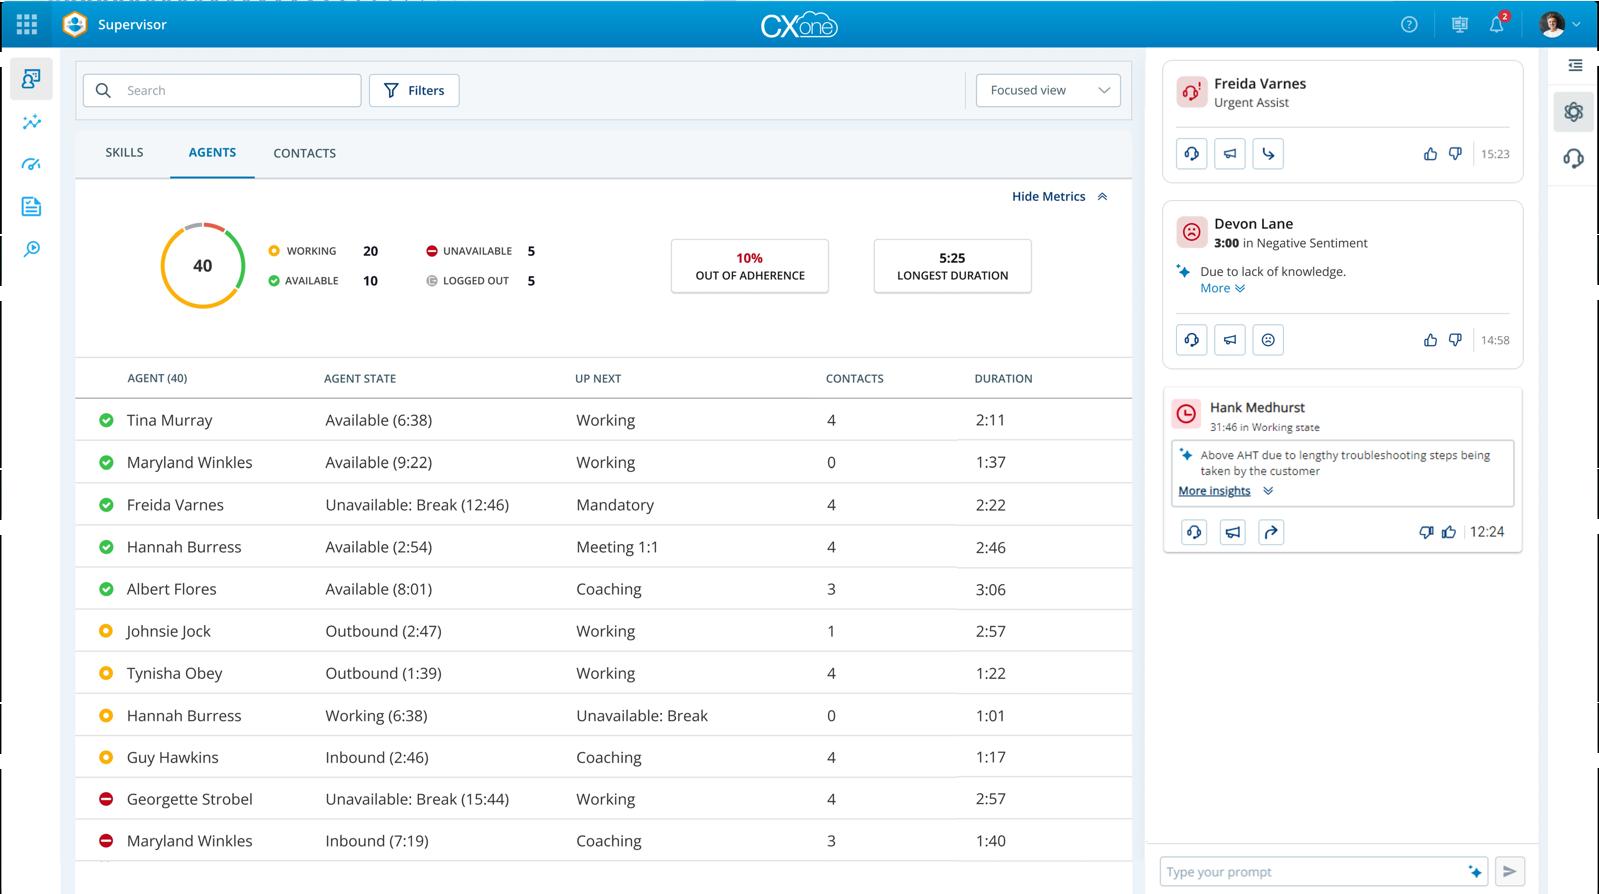 Supervisor
CXone
2
Search
Filters
Focused view
SKILLS
AGENTS
CONTACTS
Hide Metrics
40
WORKING 20
UNAVAILABLE 5
AVAILABLE 10
LOGGED OUT 5
10%
OUT OF ADHERENCE
5:25
LONGEST DURATION
AGENT (40) AGENT STATE UP NEXT CONTACTS DURATION
Tina Murray Available (6:38) Working 4 2:11
Maryland Winkles Available (9:22) Working 0 1:37
Freida Varnes Unavailable: Break (12:46) Mandatory 4 2:22
Hannah Burress Available (2:54) Meeting 1:1 4 2:46
Albert Flores Available (8:01) Coaching 3 3:06
Johnsie Jock Outbound (2:47) Working 1 2:57
Tynisha Obey Outbound (1:39) Working 4 1:22
Hannah Burress Working (6:38) Unavailable: Break 0 1:01
Guy Hawkins Inbound (2:46) Coaching 4 1:17
Georgette Strobel Unavailable: Break (15:44) Working 4 2:57
Maryland Winkles Inbound (7:19) Coaching 3 1:40
Freida Varnes
Urgent Assist
15:23
Devon Lane
3:00 in Negative Sentiment
Due to lack of knowledge.
More
14:58
Hank Medhurst
31:46 in Working state
Above AHT due to lengthy troubleshooting steps being
taken by the customer
More insights
12:24
Type your prompt